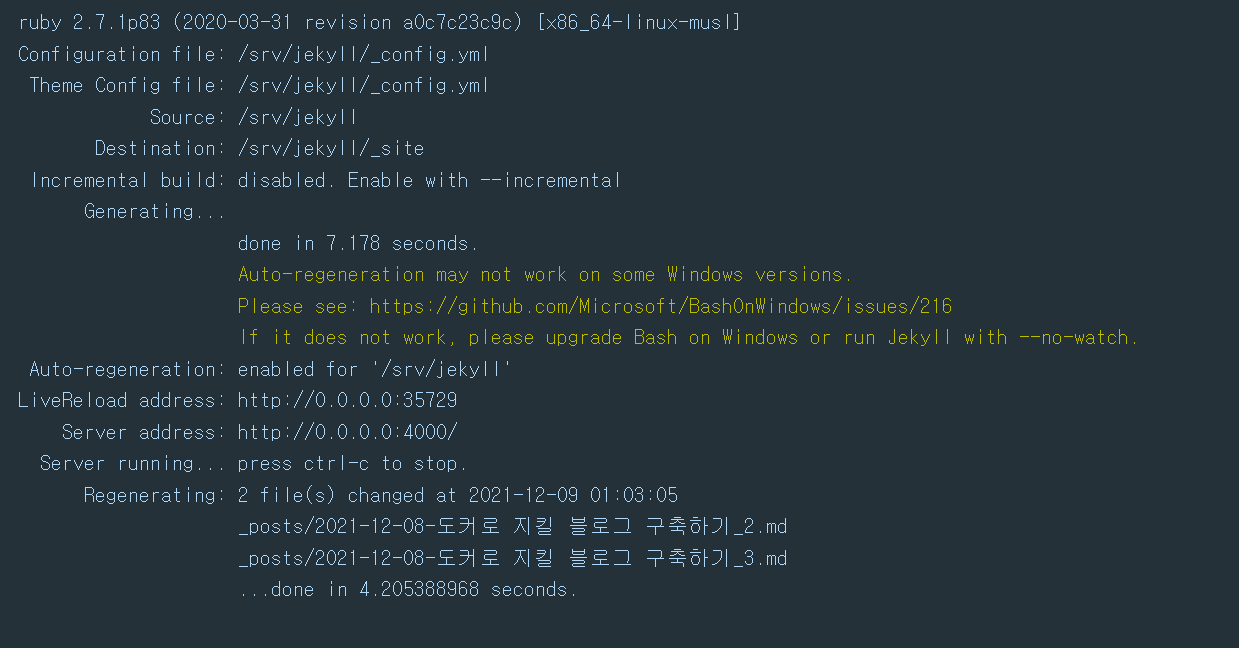 ruby 2.7.1p83 (2020-03-31 revision a0c7c23c9c) [x86_64-linux-musl]
Configuration file: /srv/jekyll/_config.yml
Theme Config file: /srv/jekyll/_config.yml
Source: /srv/jekyll
Destination: /srv/jekyll/_site
Incremental build: disabled. Enable with --incremental
Generating...
done in 7.178 seconds.
Auto-regeneration may not work on some Windows versions.
Please see: https://github.com/Microsoft/BashOnWindows/issues/216
If it does not work, please upgrade Bash on Windows or run Jekyll with --no-watch.
Auto-regeneration: enabled for '/srv/jekyll'
LiveReload address: http://0.0.0.0:35729
Server address: http://0.0.0.0:4000/
Server running... press ctrl-c to stop.
Regenerating: 2 file(s) changed at 2021-12-09 01:03:05
_posts/2021-12-08-도커로 지킬 블로그 구축하기_2.md
_posts/2021-12-08-도커로 지킬 블로그 구축하기_3.md
...done in 4.205388968 seconds.